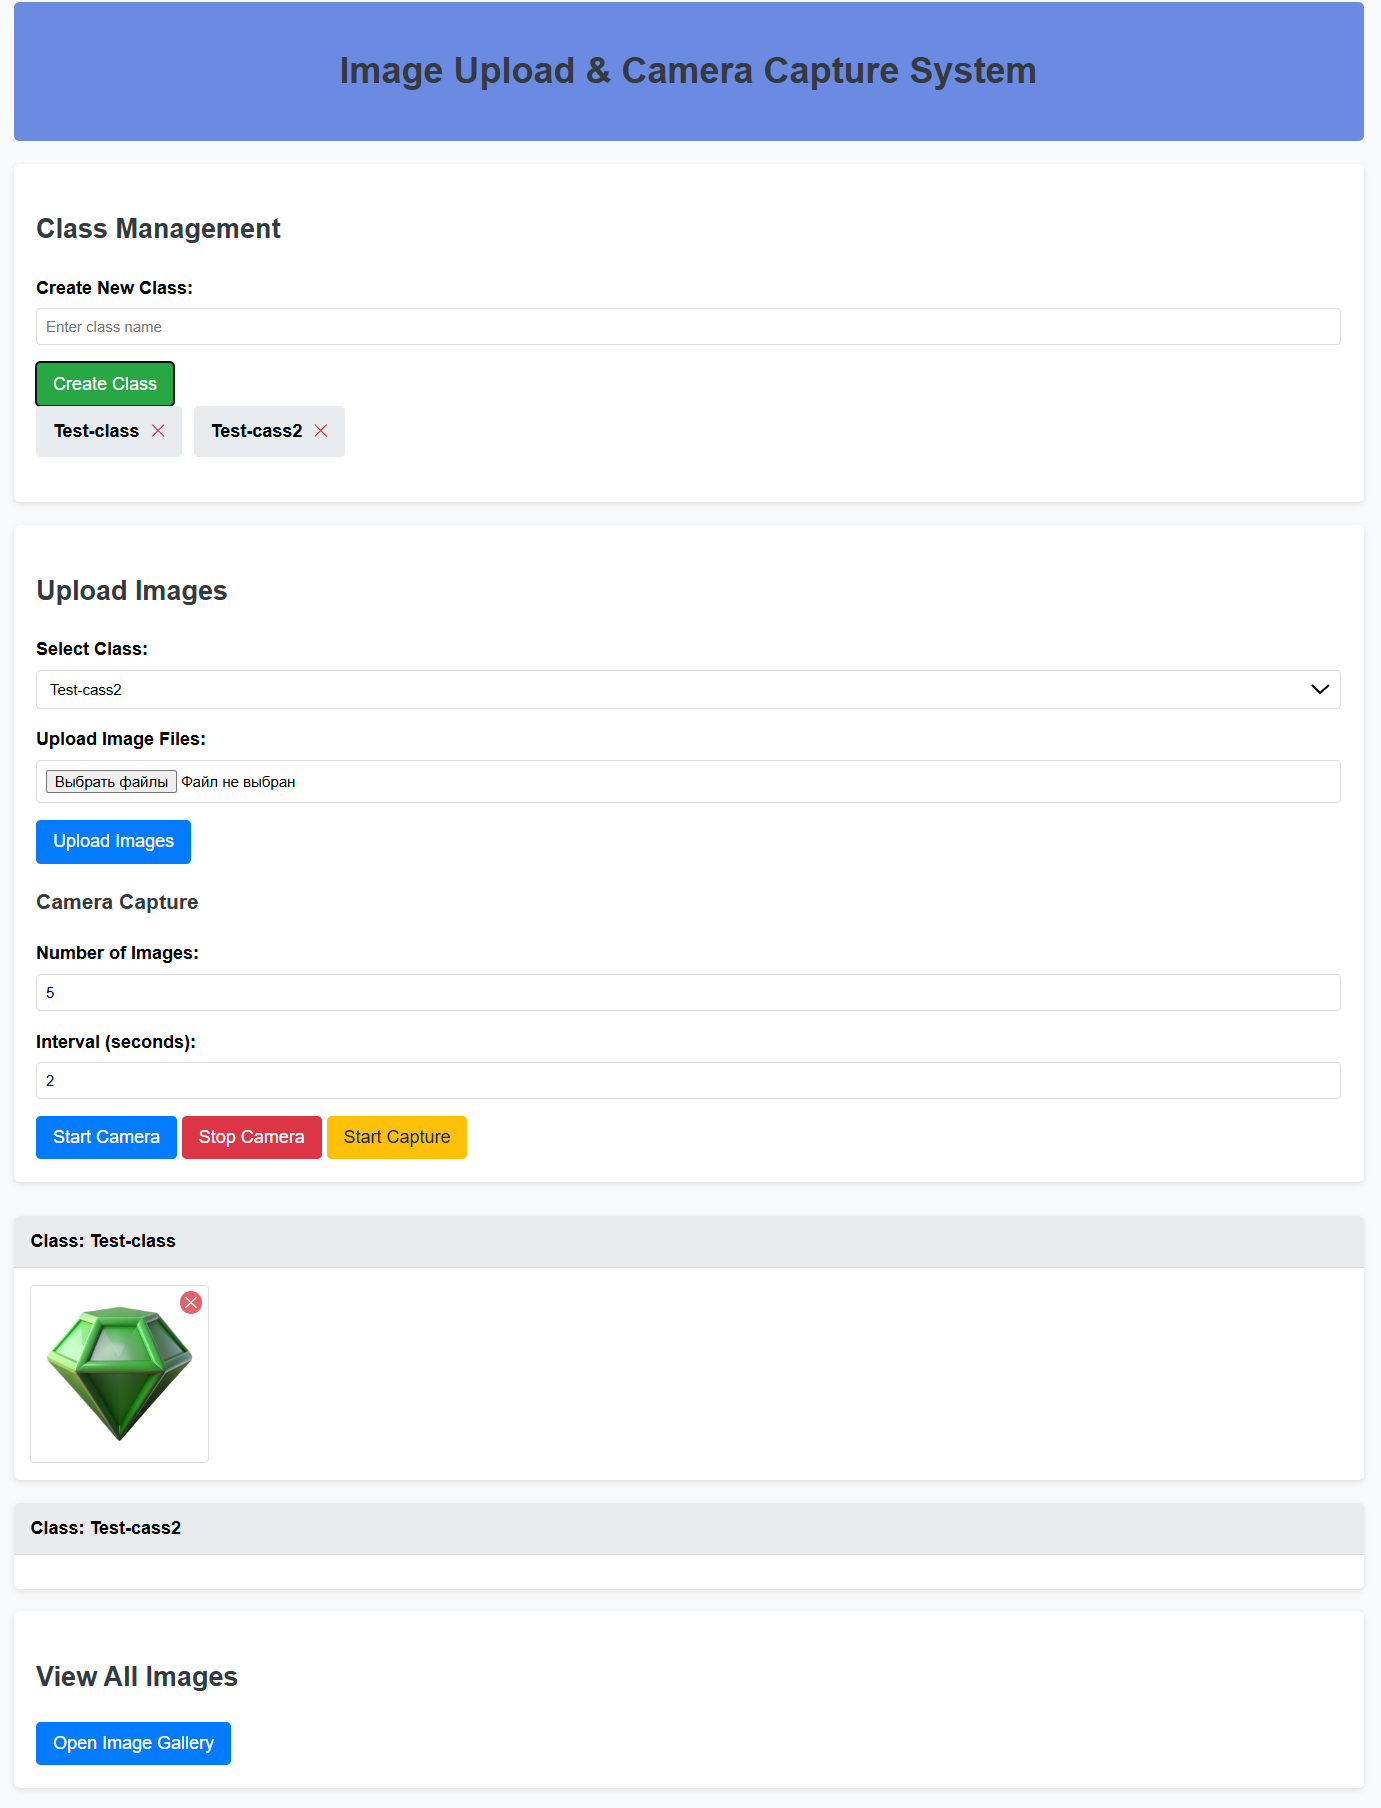 Image Upload & Camera Capture System
Class Management
Create New Class:
Enter class name
Create Class
Test-class
Test-cass2
Upload Images
Select Class:
Test-cass2
Upload Image Files:
Выбрать файлы Файл не выбран
Upload Images
Camera Capture
Number of Images:
5
Interval (seconds):
2
Start Camera Stop Camera Start Capture
Class: Test-class
Class: Test-cass2
View All Images
Open Image Gallery